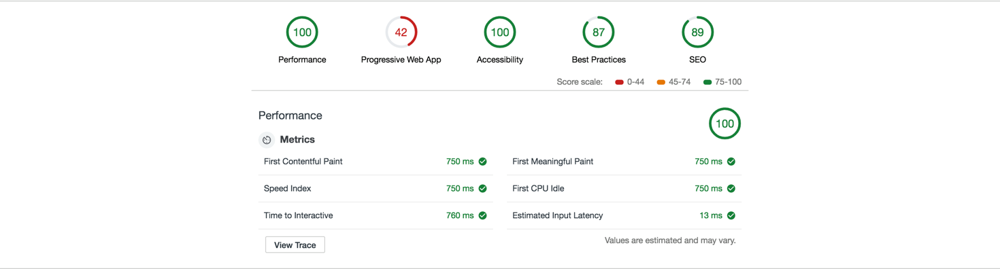 100 42 100 87 89
Performance Progressive Web App Accessibility Best Practices SEO
Score scale: 0-44 45-74 75-100
Performance 100
Metrics
First Contentful Paint 750 ms First Meaningful Paint 750 ms
Speed Index 750 ms First CPU Idle 750 ms
Time to Interactive 760 ms Estimated Input Latency 13 ms
View Trace Values are estimated and may vary.